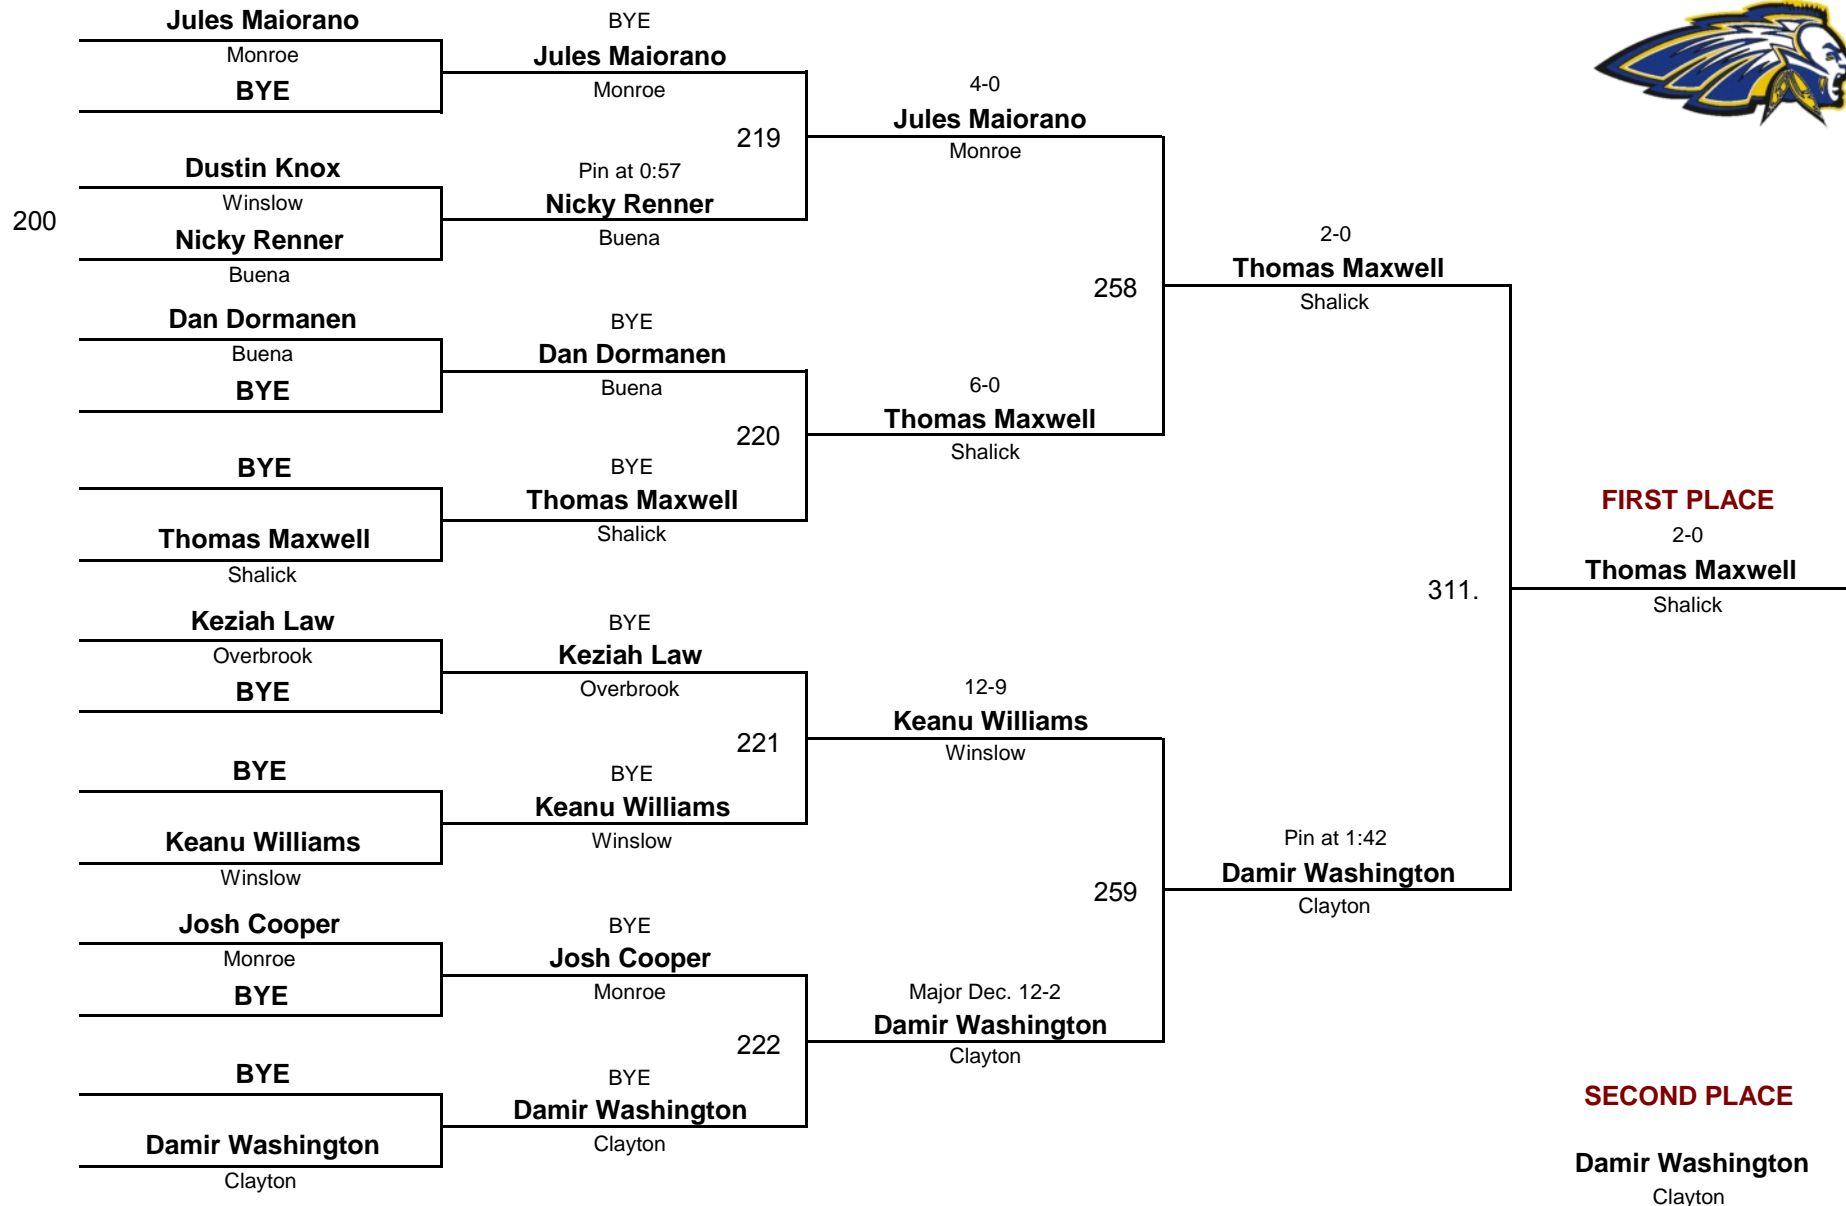 Jules Maiorano
Monroe
BYE
200
Dustin Knox
Winslow
Nicky Renner
Buena
Dan Dormanen
Buena
BYE
BYE
Thomas Maxwell
Shalick
Keziah Law
Overbrook
BYE
BYE
Keanu Williams
Winslow
Josh Cooper
Monroe
BYE
BYE
Damir Washington
Clayton
BYE
Jules Maiorano
Monroe
219
Pin at 0:57
Nicky Renner
Buena
BYE
Dan Dormanen
Buena
220
BYE
Thomas Maxwell
Shalick
BYE
Keziah Law
Overbrook
221
BYE
Keanu Williams
Winslow
BYE
Josh Cooper
Monroe
222
BYE
Damir Washington
Clayton
4-0
Jules Maiorano
Monroe
258
6-0
Thomas Maxwell
Shalick
12-9
Keanu Williams
Winslow
259
Major Dec. 12-2
Damir Washington
Clayton
2-0
Thomas Maxwell
Shalick
311.
Pin at 1:42
Damir Washington
Clayton
FIRST PLACE
2-0
Thomas Maxwell
Shalick
SECOND PLACE
Damir Washington
Clayton